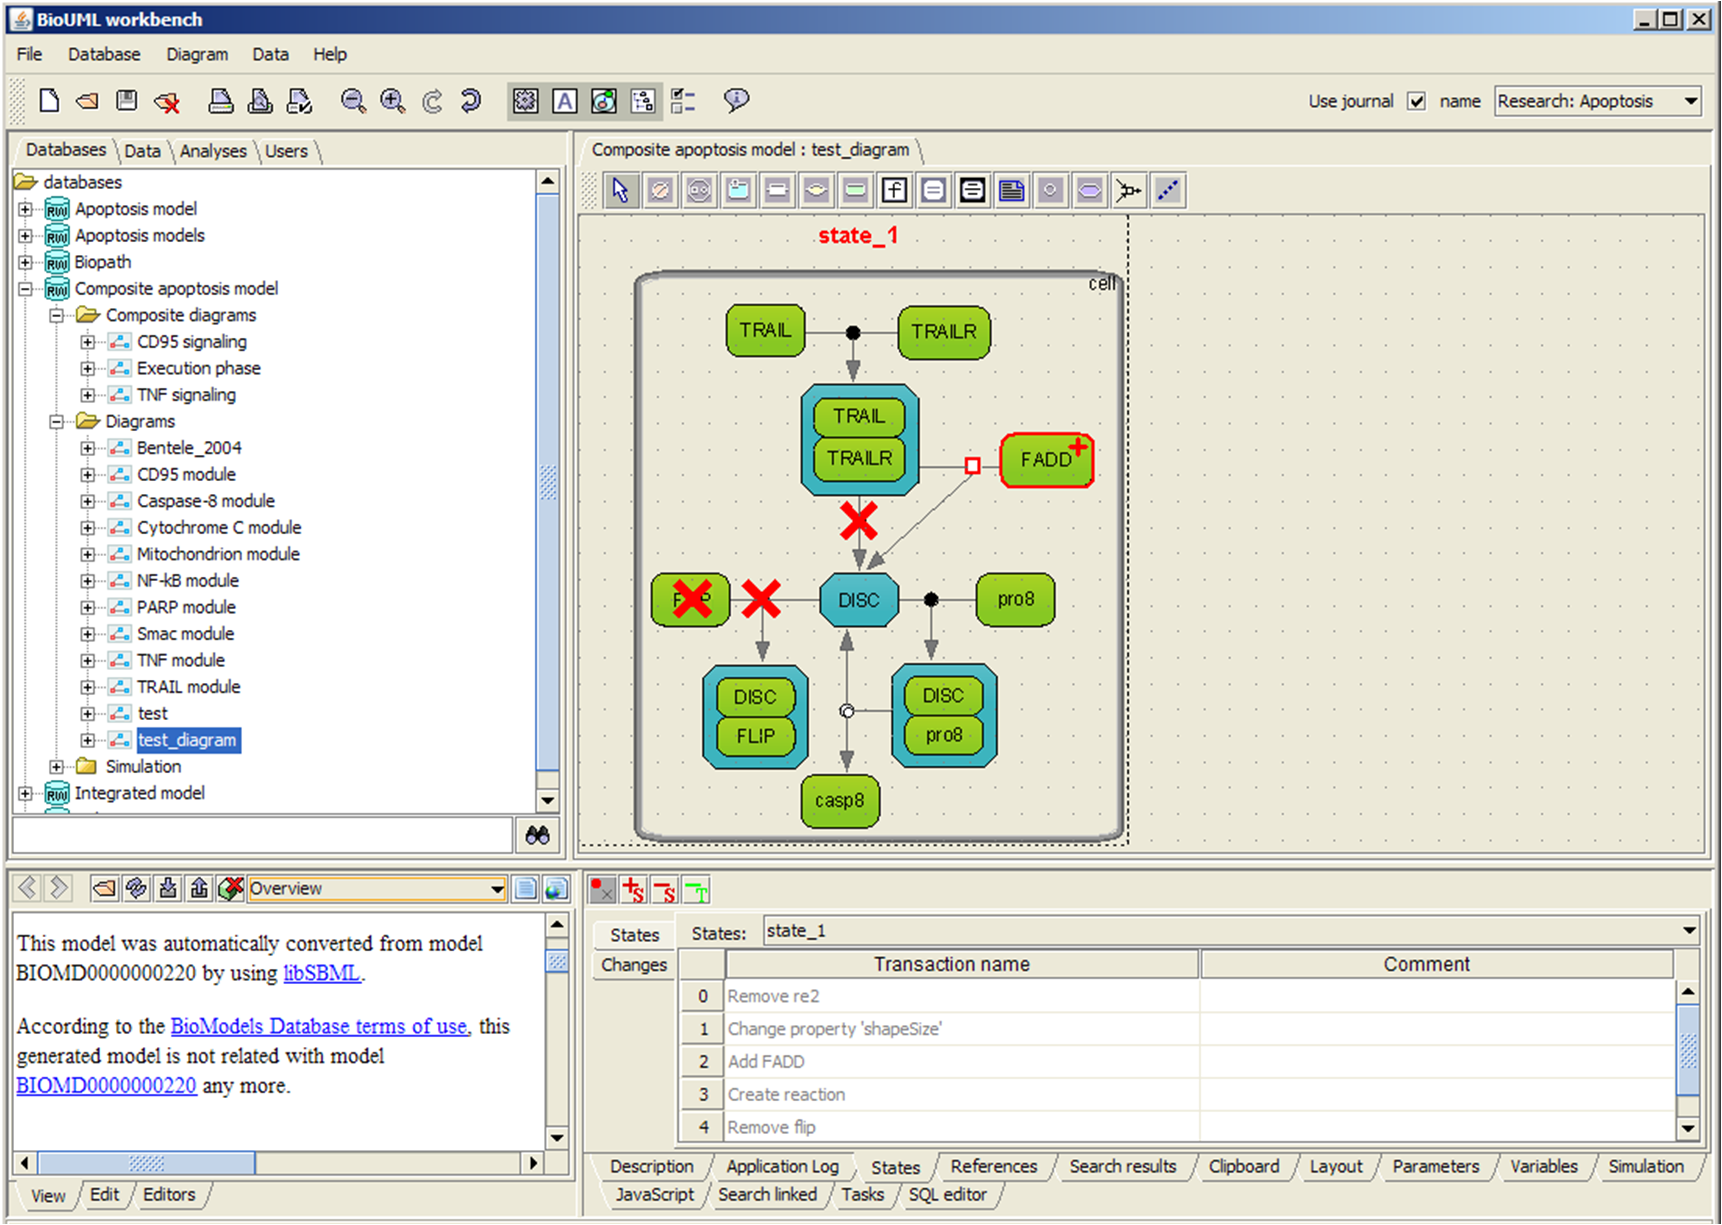 BioUML workbench
File Database Diagram Data Help
Use journal name Research: Apoptosis
Databases Data Analyses Users
databases
Apoptosis model
Apoptosis models
Biopath
Composite apoptosis model
Composite diagrams
CD95 signaling
Execution phase
TNF signaling
Diagrams
Bentele_2004
CD95 module
Caspase-8 module
Cytochrome C module
Mitochondrion module
NF-kB module
PARP module
Smac module
TNF module
TRAIL module
test
test_diagram
Simulation
Integrated model
Composite apoptosis model : test_diagram
state_1
cell
TRAIL TRAILR
TRAIL
TRAILR
FADD
DISC pro8
DISC
FLIP
DISC
pro8
casp8
Overview
This model was automatically converted from model
BIOMD0000000220 by using libSBML.
According to the BioModels Database terms of use, this
generated model is not related with model
BIOMD0000000220 any more.
View Edit Editors
States
Changes
States: state_1
Transaction name Comment
0 Remove re2
1 Change property 'shapeSize'
2 Add FADD
3 Create reaction
4 Remove flip
Description Application Log States References Search results Clipboard Layout Parameters Variables Simulation
JavaScript Search linked Tasks SQL editor